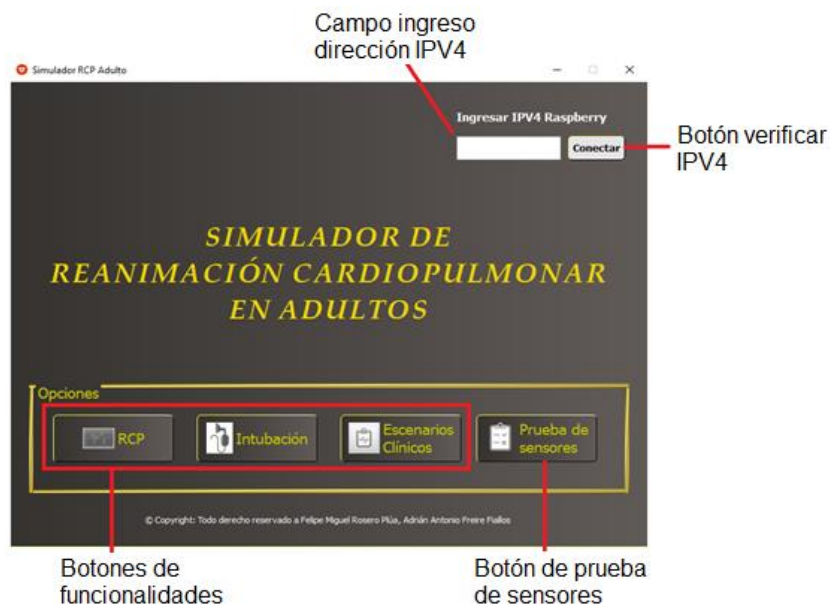 Campo ingreso
dirección IPV4
Simulador RCP Adulto
Ingresar IPV4 Raspberry
Conectar
Botón verificar
IPV4
SIMULADOR DE
REANIMACIÓN CARDIOPULMONAR
EN ADULTOS
Opciones
RCP
Intubación
Escenarios
Clínicos
Prueba de
sensores
© Copyright: Todo derecho reservado a Felipe Miguel Rosero Plúa, Adrián Antonio Freire Fiallos
Botones de
funcionalidades
Botón de prueba
de sensores